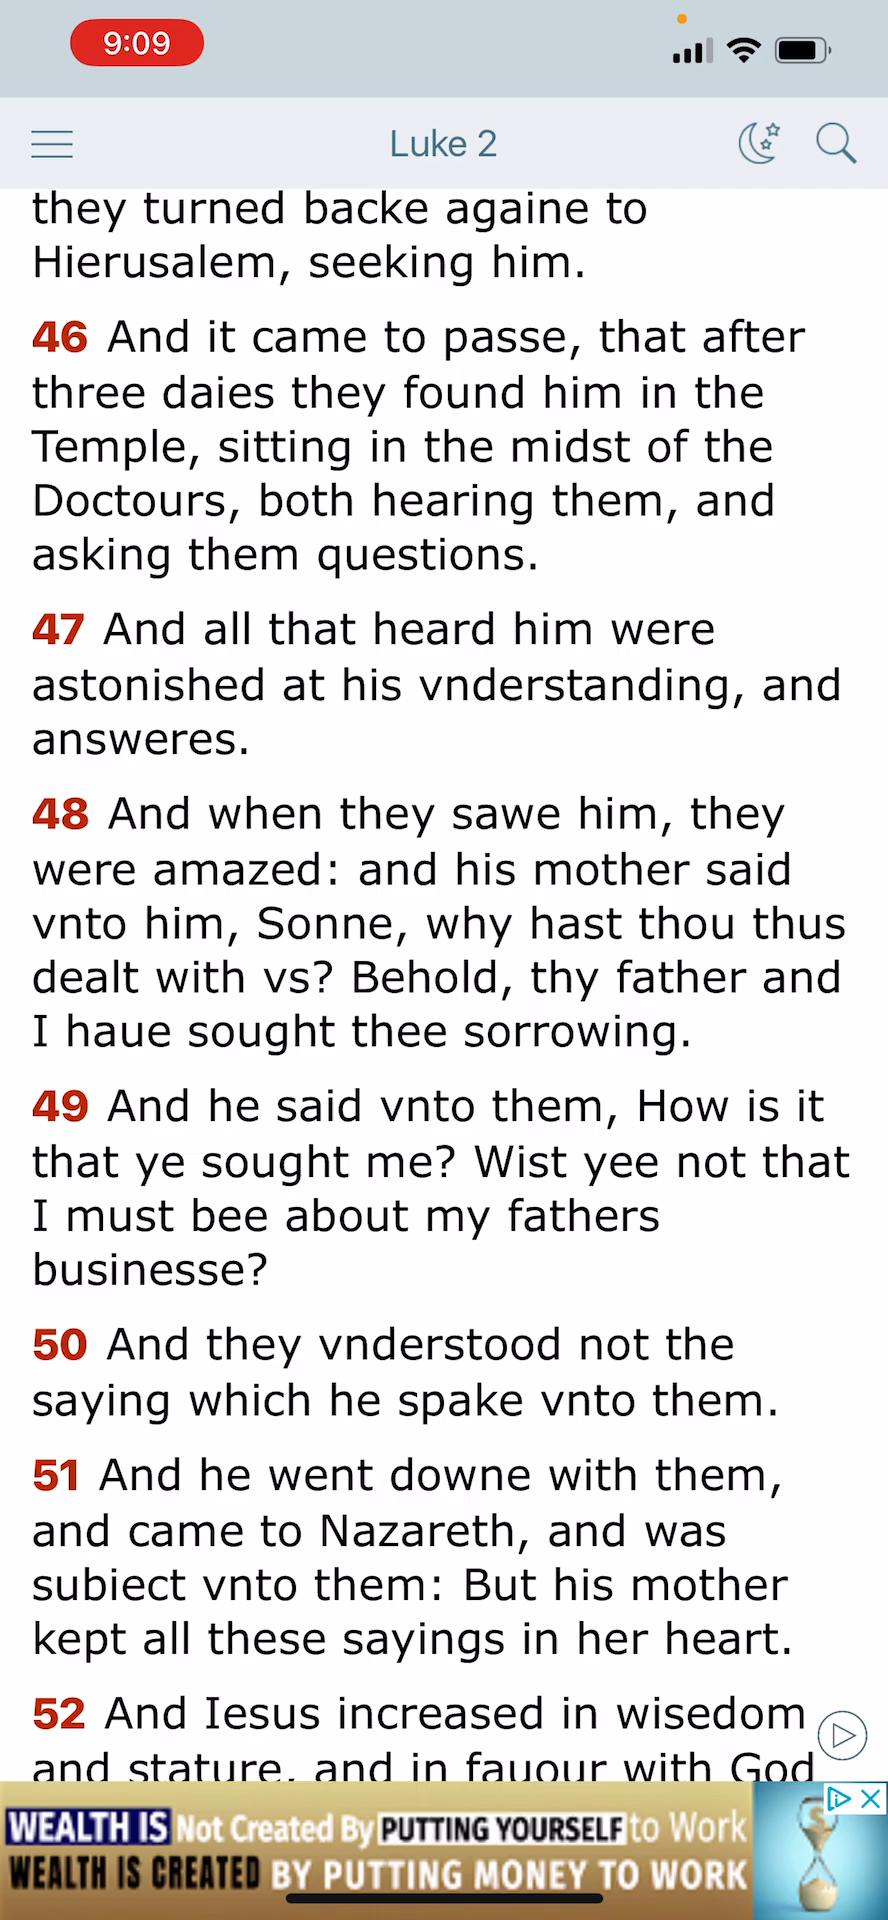 9:09
Luke 2
they turned backe againe to
Hierusalem, seeking him.
46 And it came to passe, that after
three daies they found him in the
Temple, sitting in the midst of the
Doctours, both hearing them, and
asking them questions.
47 And all that heard him were
astonished at his vnderstanding, and
answeres.
48 And when they sawe him, they
were amazed: and his mother said
vnto him, Sonne, why hast thou thus
dealt with vs? Behold, thy father and
I haue sought thee sorrowing.
49 And he said vnto them, How is it
that ye sought me? Wist yee not that
I must bee about my fathers
businesse?
50 And they vnderstood not the
saying which he spake vnto them.
51 And he went downe with them,
and came to Nazareth, and was
subiect vnto them: But his mother
kept all these sayings in her heart.
52 And Iesus increased in wisedom
and stature, and in fauour with God
WEALTH IS Not Created By PUTTING YOURSELF to Work
WEALTH IS CREATED BY PUTTING MONEY TO WORK